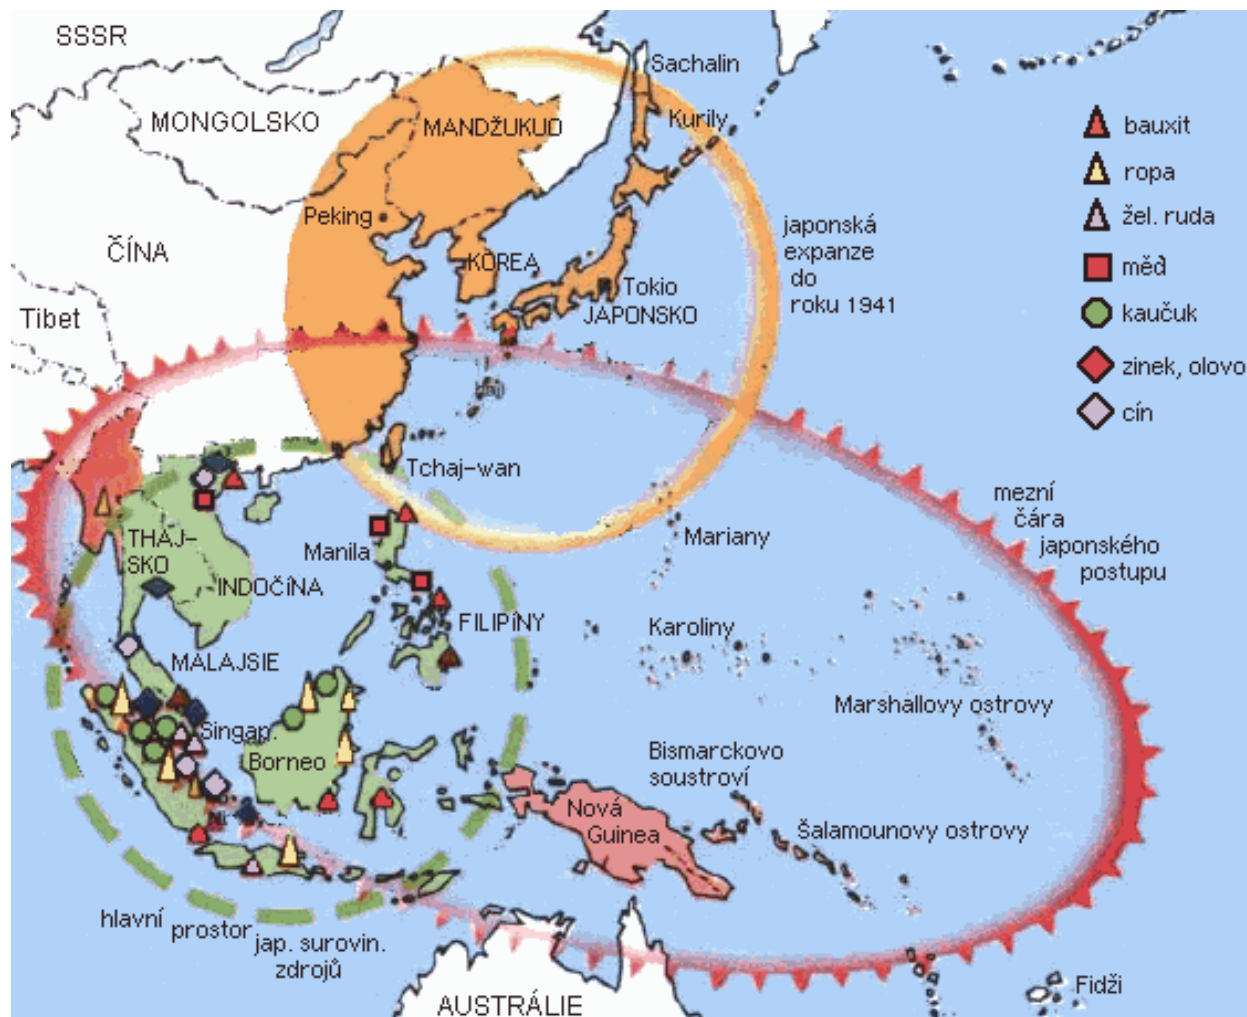 SSSR
MONGOLSKO
MANDŽUKUO
Sachalin
Kurily
Peking
ČÍNA
KOREA
Tibet
Tokio
JAPONSKO
japonská
expanze
do
roku 1941
bauxit
ropa
žel. ruda
měď
kaučuk
zinek, olovo
cín
Tchaj-wan
mezní
čára
japonského
postupu
Mariany
Manila
THAJ-
SKO
INDOČÍNA
FILIPÍNY
Karoliny
MALAJSIE
Marshallovy ostrovy
Singap.
Borneo
Bismarckovo
soustroví
Nová
Guinea
Šalamounovy ostrovy
hlavní prostor jap. surovin.
zdrojů
AUSTRÁLIE
Fidži